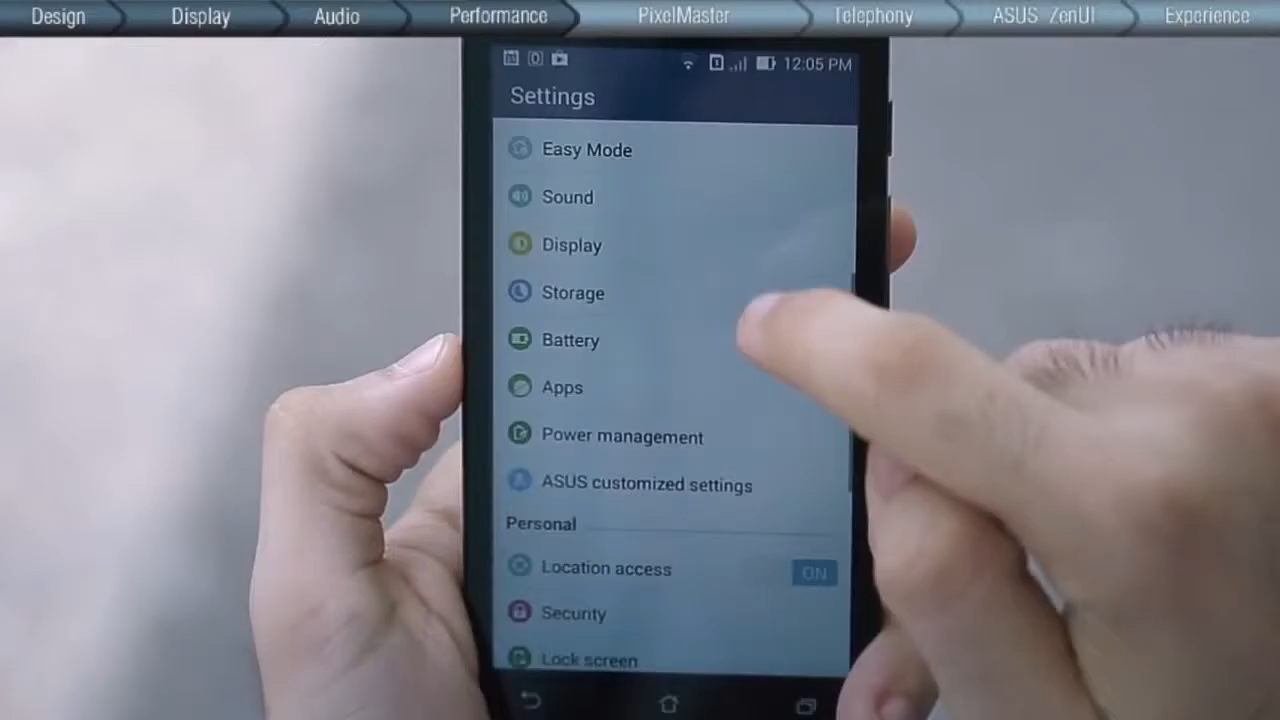 Design Display Audio Performance PixelMaster Telephony ASUS ZenUI Experience
12:05 PM
Settings
Easy Mode
Sound
Display
Storage
Battery
Apps
Power management
ASUS customized settings
Personal
Location access ON
Security
Lock screen